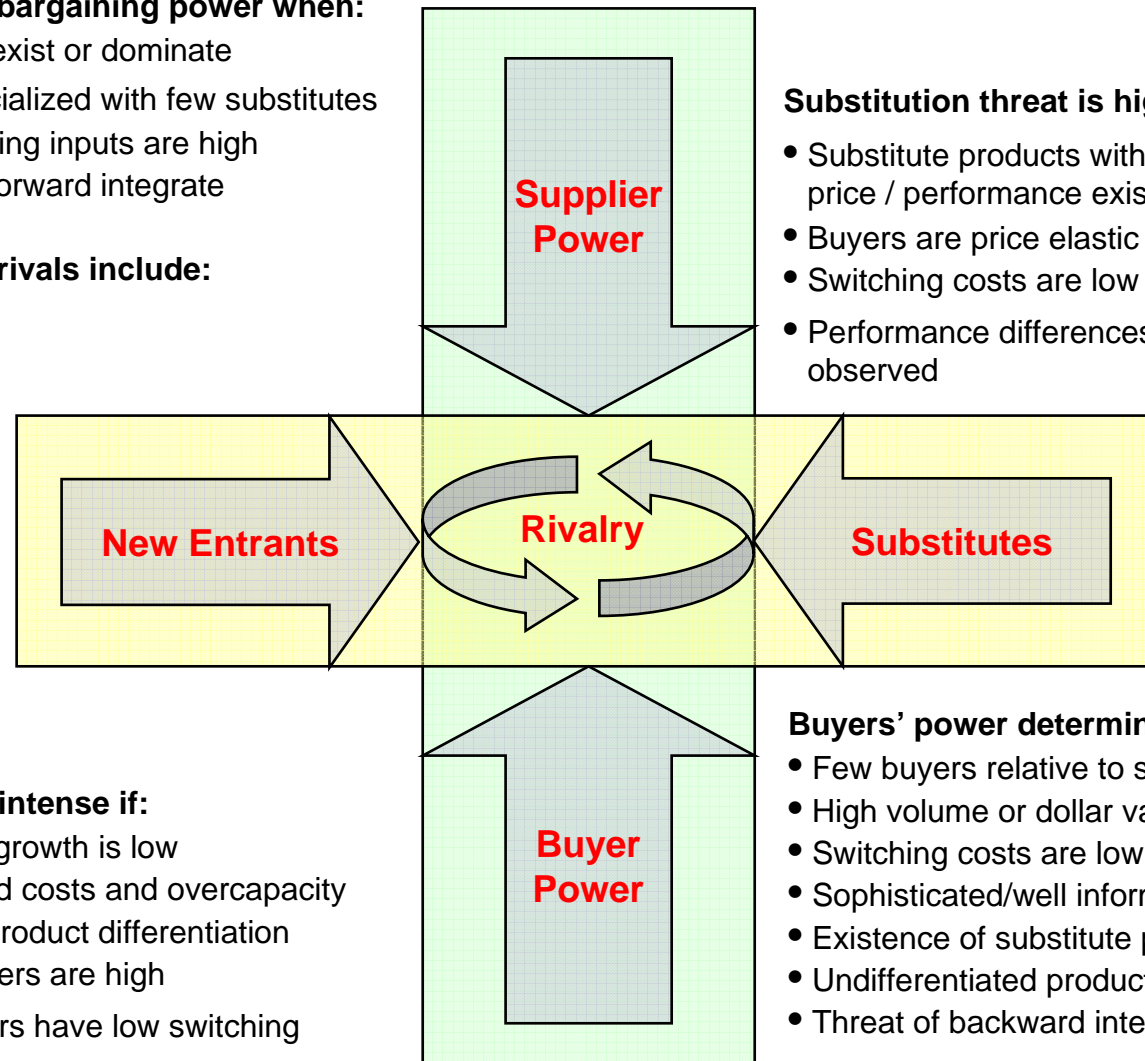 bargaining power when:
exist or dominate
cialized with few substitutes
ing inputs are high
orward integrate
rivals include:
Supplier
Power
Substitution threat is hig
• Substitute products with
price / performance exis
• Buyers are price elastic
• Switching costs are low
• Performance differences
observed
New Entrants
Rivalry
Substitutes
intense if:
growth is low
d costs and overcapacity
roduct differentiation
ers are high
rs have low switching
Buyer
Power
Buyers’ power determin
• Few buyers relative to s
• High volume or dollar va
• Switching costs are low
• Sophisticated/well inform
• Existence of substitute p
• Undifferentiated product
• Threat of backward inte